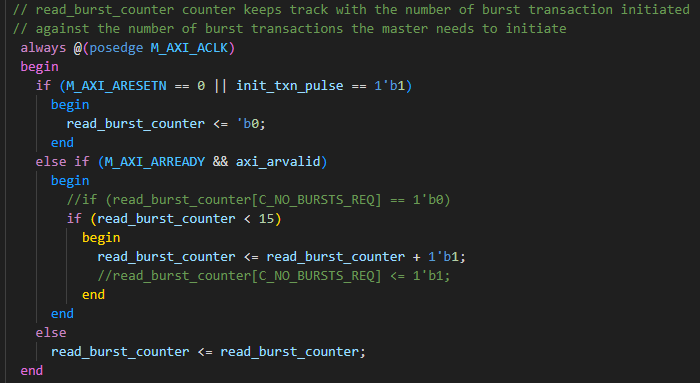 // read_burst_counter counter keeps track with the number of burst transaction initiated
// against the number of burst transactions the master needs to initiate
always @(posedge M_AXI_ACLK)
begin
if (M_AXI_ARESETN == 0 || init_txn_pulse == 1'b1)
begin
read_burst_counter <= 'b0;
end
else if (M_AXI_ARREADY && axi_arvalid)
begin
//if (read_burst_counter[C_NO_BURSTS_REQ] == 1'b0)
if (read_burst_counter < 15)
begin
read_burst_counter <= read_burst_counter + 1'b1;
//read_burst_counter[C_NO_BURSTS_REQ] <= 1'b1;
end
end
else
read_burst_counter <= read_burst_counter;
end